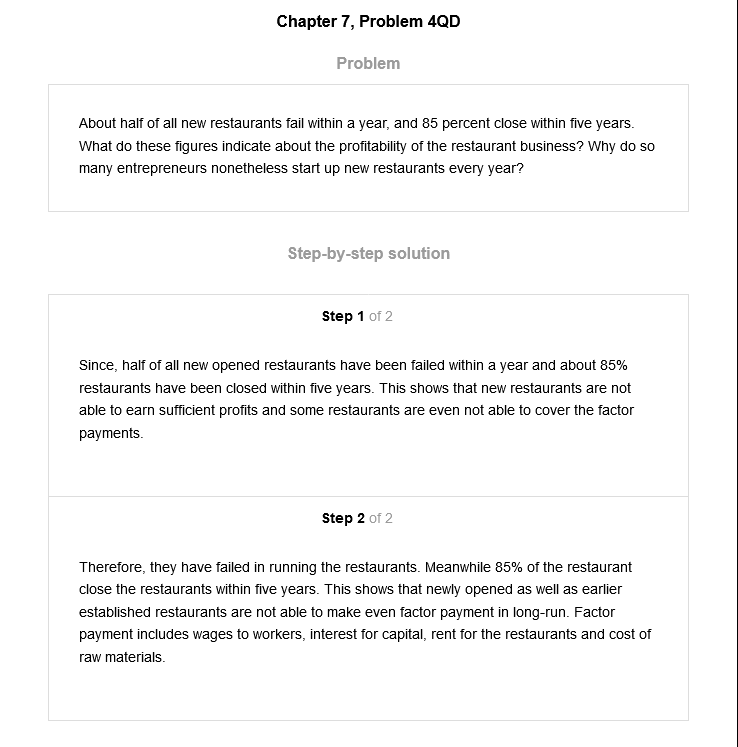 Chapter 7, Problem 4QD
Problem
About half of all new restaurants fail within a year, and 85 percent close within five years.
What do these figures indicate about the profitability of the restaurant business? Why do so
many entrepreneurs nonetheless start up new restaurants every year?
Step-by-step solution
Step 1 of 2
Since, half of all new opened restaurants have been failed within a year and about 85%
restaurants have been closed within five years. This shows that new restaurants are not
able to earn sufficient profits and some restaurants are even not able to cover the factor
payments.
Step 2 of 2
Therefore, they have failed in running the restaurants. Meanwhile 85% of the restaurant
close the restaurants within five years. This shows that newly opened as well as earlier
established restaurants are not able to make even factor payment in long-run. Factor
payment includes wages to workers, interest for capital, rent for the restaurants and cost of
raw materials.